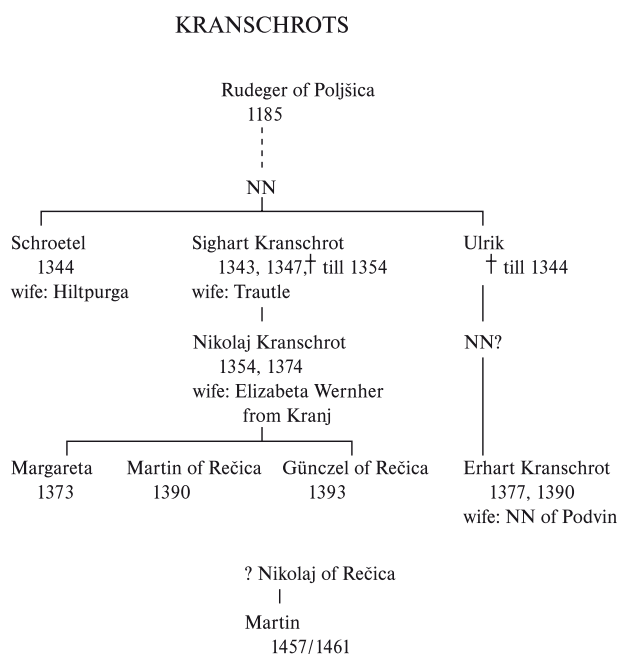 KRANSCHROTS
Rudeger of Poljšica
1185
NN
Schroetel
1344
wife: Hiltpurga
Sighart Kranschrot
1343, 1347,† till 1354
wife: Trautle
Ulrik
† till 1344
Nikolaj Kranschrot
1354, 1374
wife: Elizabeta Wernher
from Kranj
NN?
Margareta
1373
Martin of Rečica
1390
Günczel of Rečica
1393
Erhart Kranschrot
1377, 1390
wife: NN of Podvin
? Nikolaj of Rečica
Martin
1457/1461